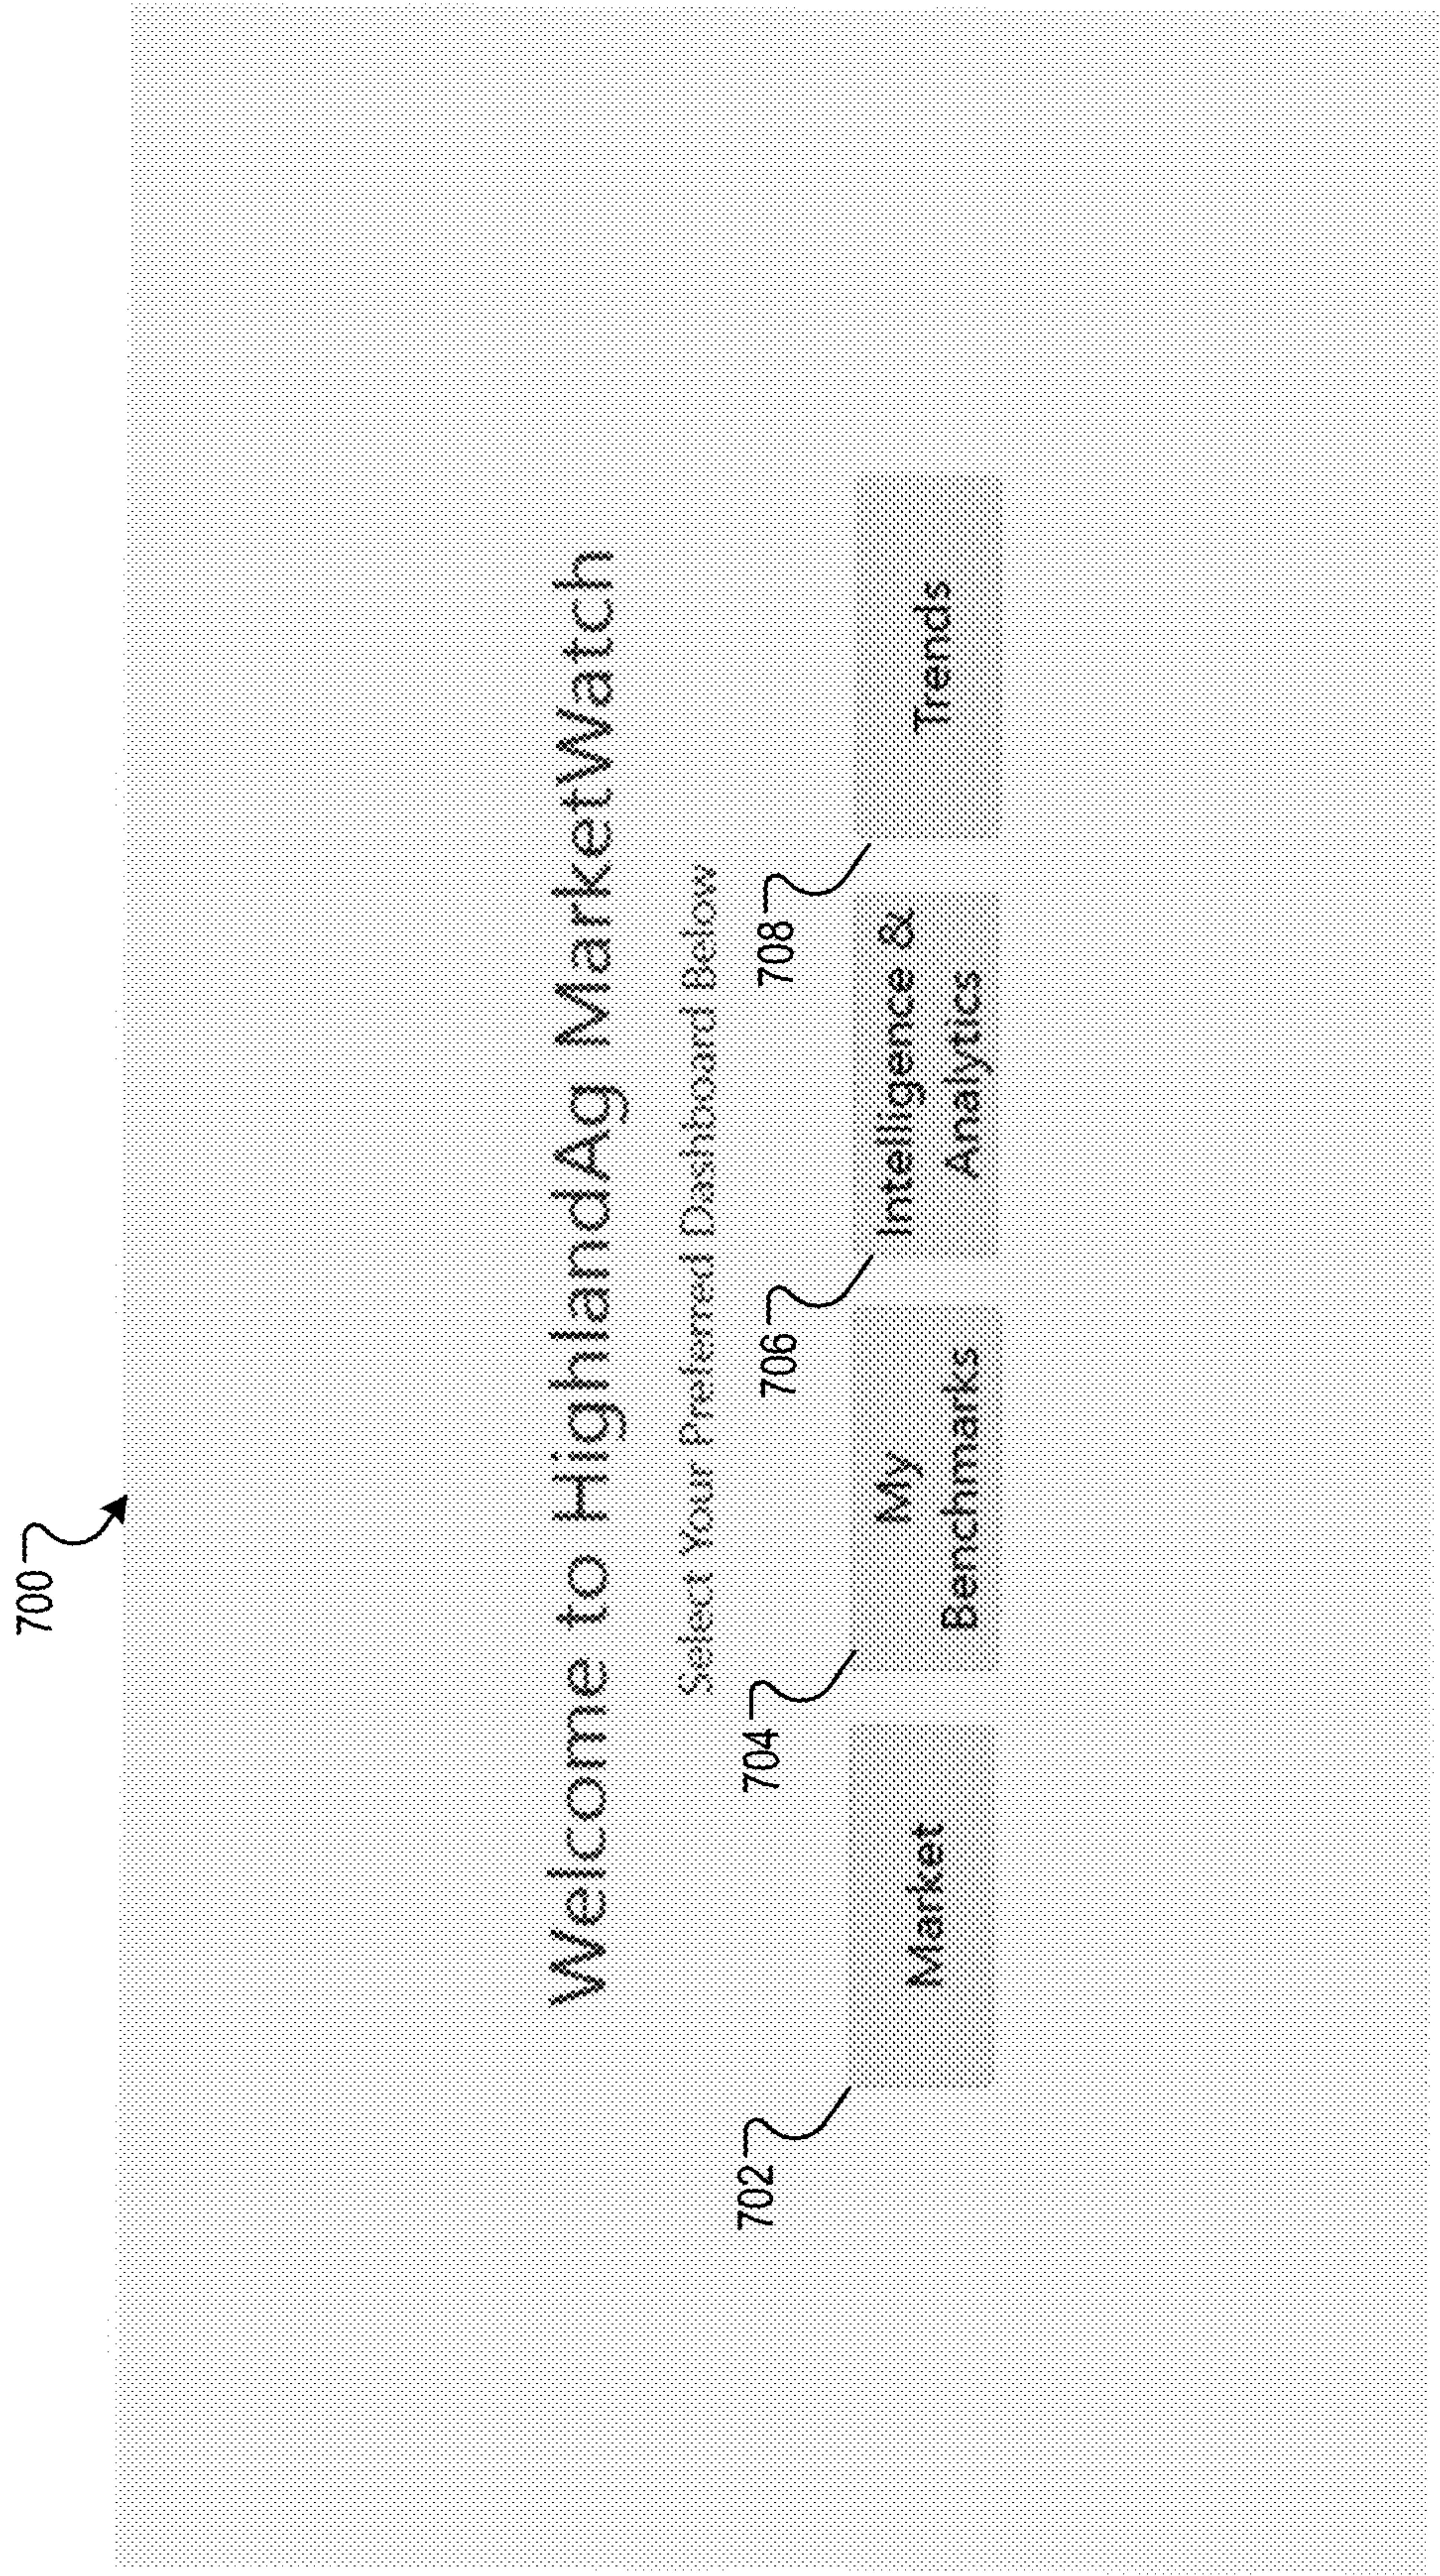 700
Welcome to HighlandAg MarketWatch
Select Your Preferred Dashboard Below
702
Market
704
My
Benchmarks
706
Intelligence &
Analytics
708
Trends